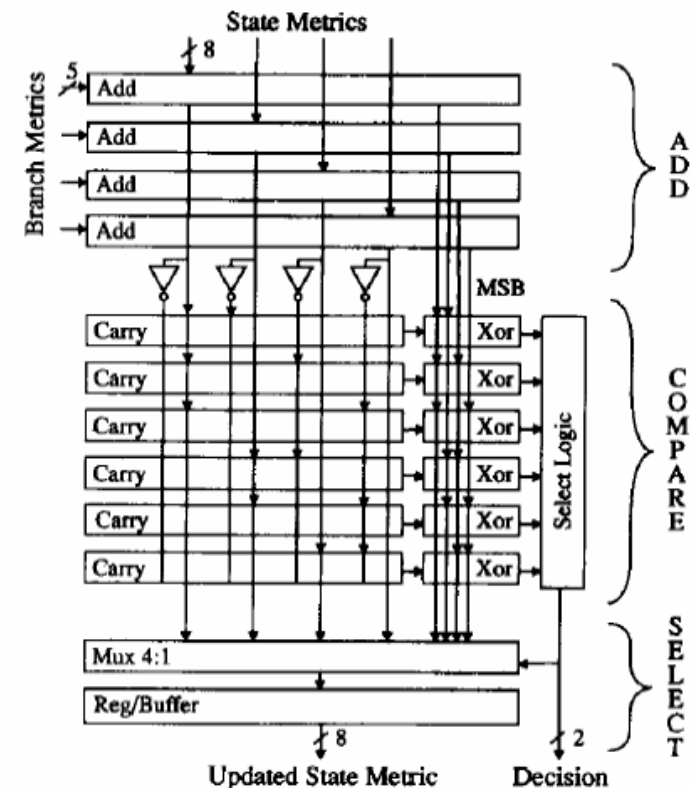 State Metrics
8
5
Branch Metrics
Add
Add
Add
Add
ADD
MSB
Carry Xor
Carry Xor
Carry Xor
Carry Xor
Carry Xor
Carry Xor
Select Logic
COMPARE
Mux 4:1
Reg/Buffer
SELECT
8
2
Updated State Metric
Decision